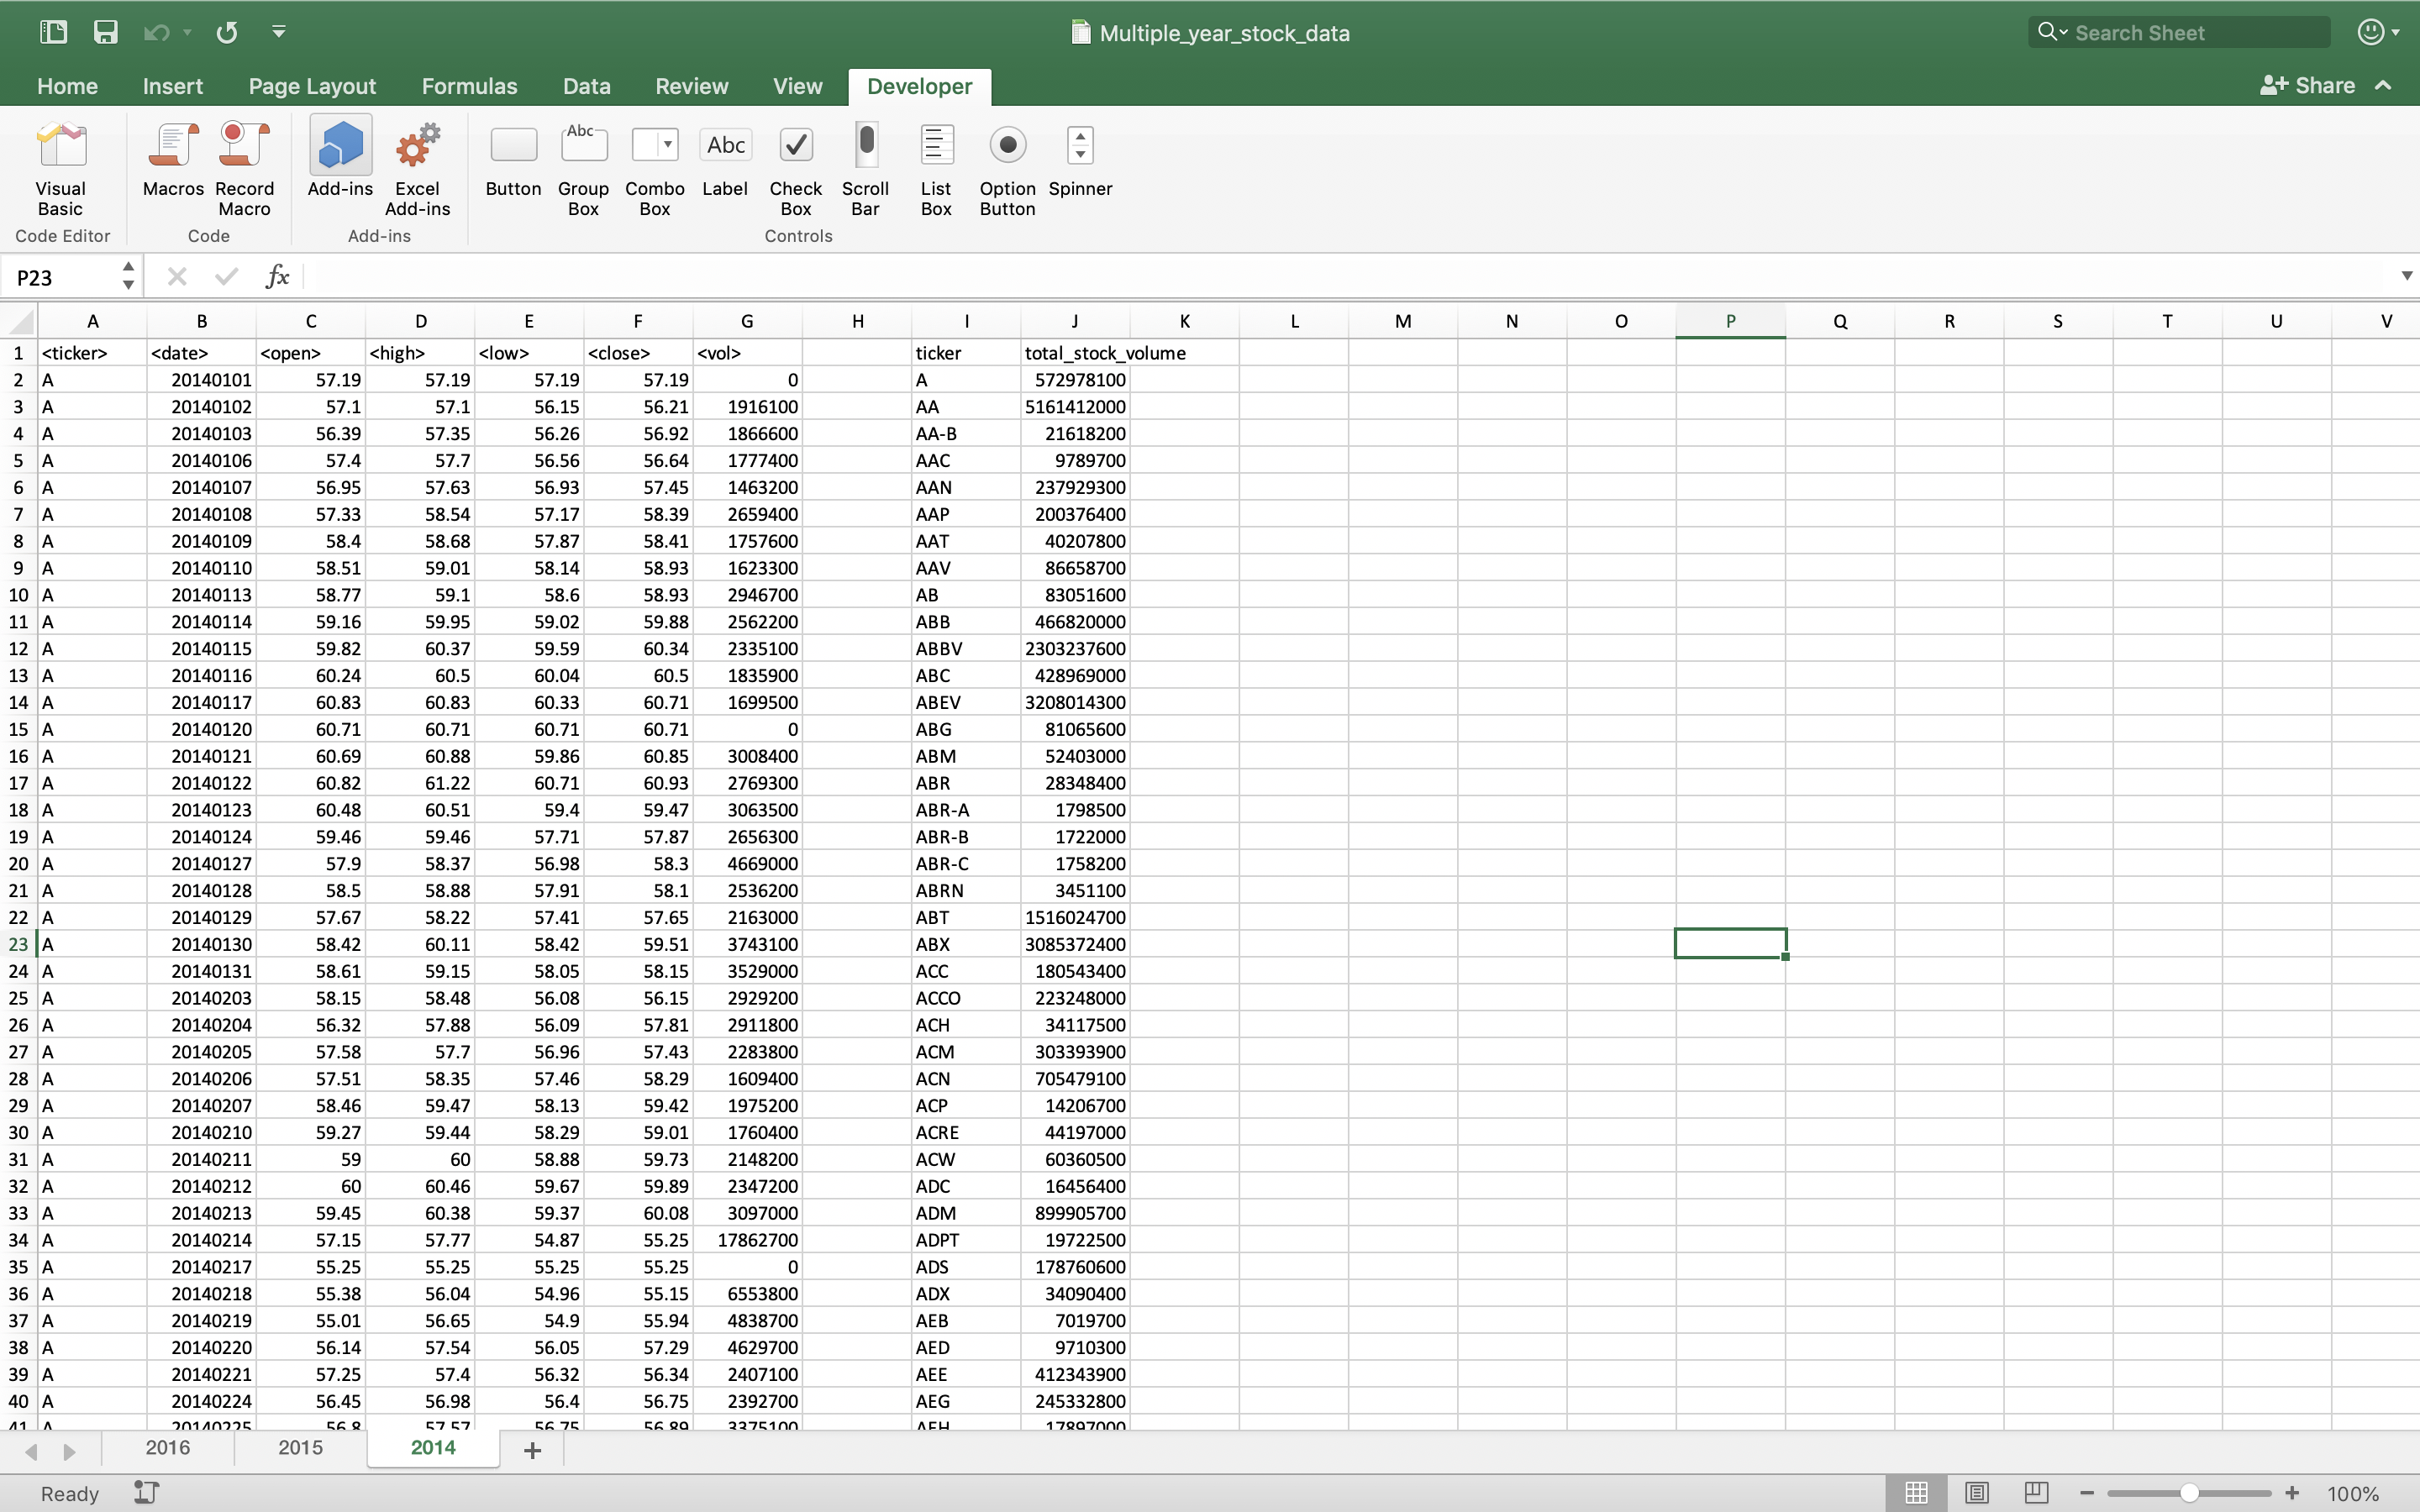 Multiple_year_stock_data
Search Sheet
Home Insert Page Layout Formulas Data Review View Developer Share
Abc Abc
Visual Basic Macros Record Macro Add-ins Excel Add-ins Button Group Box Combo Box Label Check Box Scroll Bar List Box Option Button Spinner
Code Editor Code Add-ins Controls
P23 fx
A B C D E F G H I J K L M N O P Q R S T U V
1 <ticker> <date> <open> <high> <low> <close> <vol> ticker total_stock_volume
2 A 20140101 57.19 57.19 57.19 57.19 0 A 572978100
3 A 20140102 57.1 57.1 56.15 56.21 1916100 AA 5161412000
4 A 20140103 56.39 57.35 56.26 56.92 1866600 AA-B 21618200
5 A 20140106 57.4 57.7 56.56 56.64 1777400 AAC 9789700
6 A 20140107 56.95 57.63 56.93 57.45 1463200 AAN 237929300
7 A 20140108 57.33 58.54 57.17 58.39 2659400 AAP 200376400
8 A 20140109 58.4 58.68 57.87 58.41 1757600 AAT 40207800
9 A 20140110 58.51 59.01 58.14 58.93 1623300 AAV 86658700
10 A 20140113 58.77 59.1 58.6 58.93 2946700 AB 83051600
11 A 20140114 59.16 59.95 59.02 59.88 2562200 ABB 466820000
12 A 20140115 59.82 60.37 59.59 60.34 2335100 ABBV 2303237600
13 A 20140116 60.24 60.5 60.04 60.5 1835900 ABC 428969000
14 A 20140117 60.83 60.83 60.33 60.71 1699500 ABEV 3208014300
15 A 20140120 60.71 60.71 60.71 60.71 0 ABG 81065600
16 A 20140121 60.69 60.88 59.86 60.85 3008400 ABM 52403000
17 A 20140122 60.82 61.22 60.71 60.93 2769300 ABR 28348400
18 A 20140123 60.48 60.51 59.4 59.47 3063500 ABR-A 1798500
19 A 20140124 59.46 59.46 57.71 57.87 2656300 ABR-B 1722000
20 A 20140127 57.9 58.37 56.98 58.3 4669000 ABR-C 1758200
21 A 20140128 58.5 58.88 57.91 58.1 2536200 ABRN 3451100
22 A 20140129 57.67 58.22 57.41 57.65 2163000 ABT 1516024700
23 A 20140130 58.42 60.11 58.42 59.51 3743100 ABX 3085372400
24 A 20140131 58.61 59.15 58.05 58.15 3529000 ACC 180543400
25 A 20140203 58.15 58.48 56.08 56.15 2929200 ACCO 223248000
26 A 20140204 56.32 57.88 56.09 57.81 2911800 ACH 34117500
27 A 20140205 57.58 57.7 56.96 57.43 2283800 ACM 303393900
28 A 20140206 57.51 58.35 57.46 58.29 1609400 ACN 705479100
29 A 20140207 58.46 59.47 58.13 59.42 1975200 ACP 14206700
30 A 20140210 59.27 59.44 58.29 59.01 1760400 ACRE 44197000
31 A 20140211 59 60 58.88 59.73 2148200 ACW 60360500
32 A 20140212 60 60.46 59.67 59.89 2347200 ADC 16456400
33 A 20140213 59.45 60.38 59.37 60.08 3097000 ADM 899905700
34 A 20140214 57.15 57.77 54.87 55.25 17862700 ADPT 19722500
35 A 20140217 55.25 55.25 55.25 55.25 0 ADS 178760600
36 A 20140218 55.38 56.04 54.96 55.15 6553800 ADX 34090400
37 A 20140219 55.01 56.65 54.9 55.94 4838700 AEB 7019700
38 A 20140220 56.14 57.54 56.05 57.29 4629700 AED 9710300
39 A 20140221 57.25 57.4 56.32 56.34 2407100 AEE 412343900
40 A 20140224 56.45 56.98 56.4 56.75 2392700 AEG 245332800
41 A 20140225 56.8 57.57 56.75 56.89 3375100 AEH 17897000
2016 2015 2014
Ready 100%